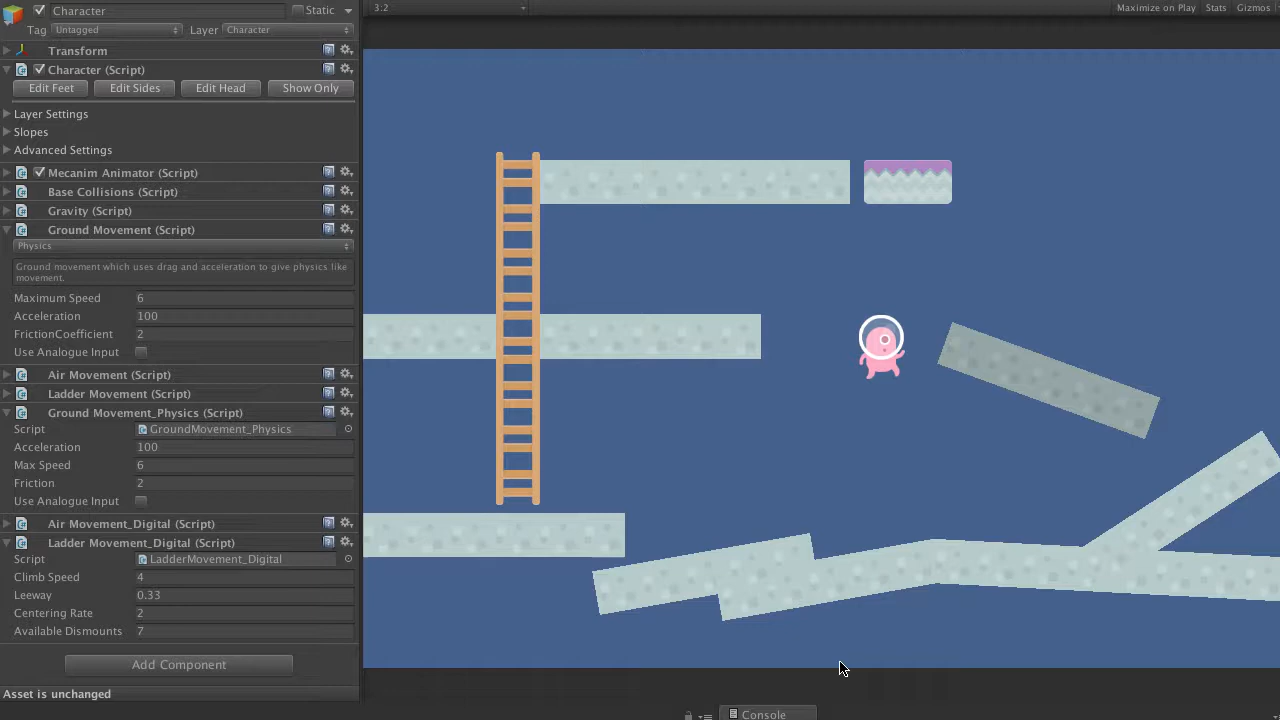 Character
Static
Tag Untagged Layer Character
Transform
Character (Script)
Edit Feet Edit Sides Edit Head Show Only
Layer Settings
Slopes
Advanced Settings
Mecanim Animator (Script)
Base Collisions (Script)
Gravity (Script)
Ground Movement (Script)
Physics
Ground movement which uses drag and acceleration to give physics like
movement.
Maximum Speed 6
Acceleration 100
FrictionCoefficient 2
Use Analogue Input
Air Movement (Script)
Ladder Movement (Script)
Ground Movement_Physics (Script)
Script GroundMovement_Physics
Acceleration 100
Max Speed 6
Friction 2
Use Analogue Input
Air Movement_Digital (Script)
Ladder Movement_Digital (Script)
Script LadderMovement_Digital
Climb Speed 4
Leeway 0.33
Centering Rate 2
Available Dismounts 7
Add Component
Asset is unchanged
3:2
Maximize on Play Stats Gizmos
Console